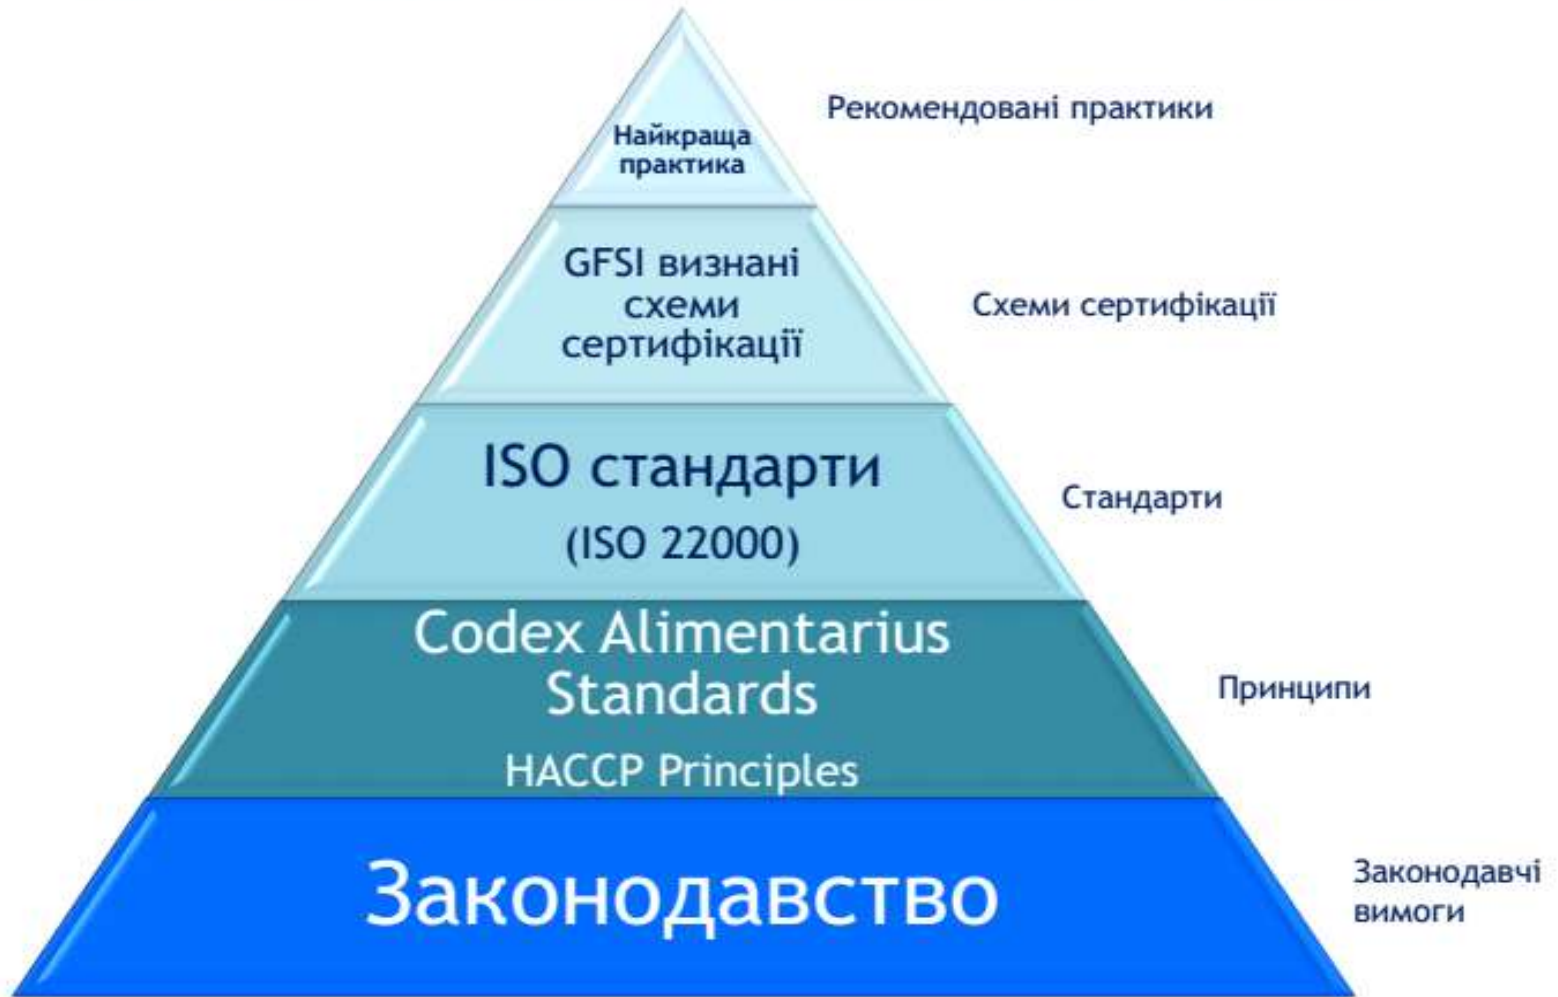 Найкраща
практика
Рекомендовані практики
GFSI визнані
схеми
сертифікації
Схеми сертифікації
ISO стандарти
(ISO 22000)
Стандарти
Codex Alimentarius
Standards
HACCP Principles
Принципи
Законодавство
Законодавчі
вимоги